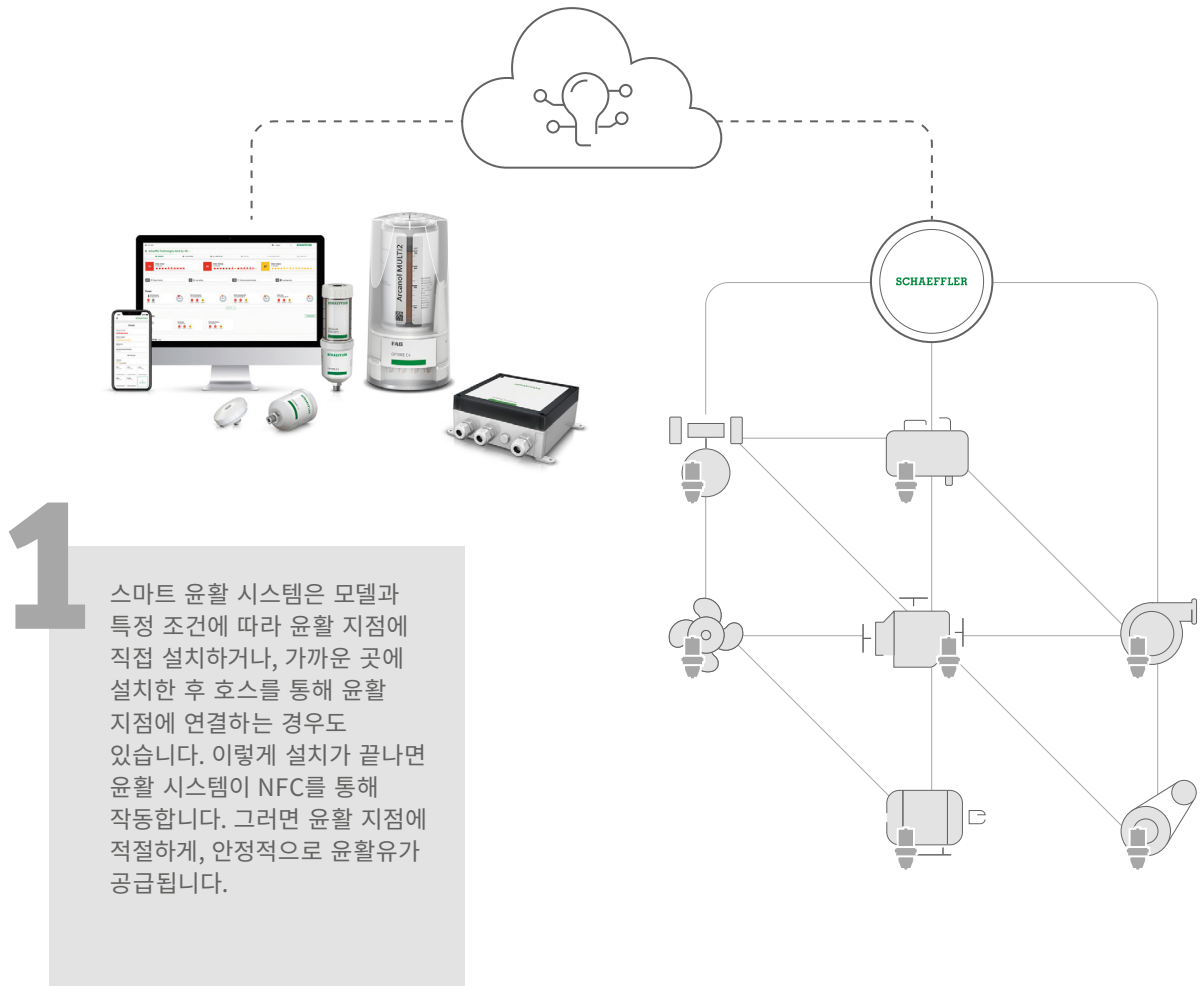 SCHAEFFLER
SCHAEFFLER
SCHAEFFLER
Arcanol MULTI2
FAG
SCHAEFFLER
1
스마트 윤활 시스템은 모델과
특정 조건에 따라 윤활 지점에
직접 설치하거나, 가까운 곳에
설치한 후 호스를 통해 윤활
지점에 연결하는 경우도
있습니다. 이렇게 설치가 끝나면
윤활 시스템이 NFC를 통해
작동합니다. 그러면 윤활 지점에
적절하게, 안정적으로 윤활유가
공급됩니다.